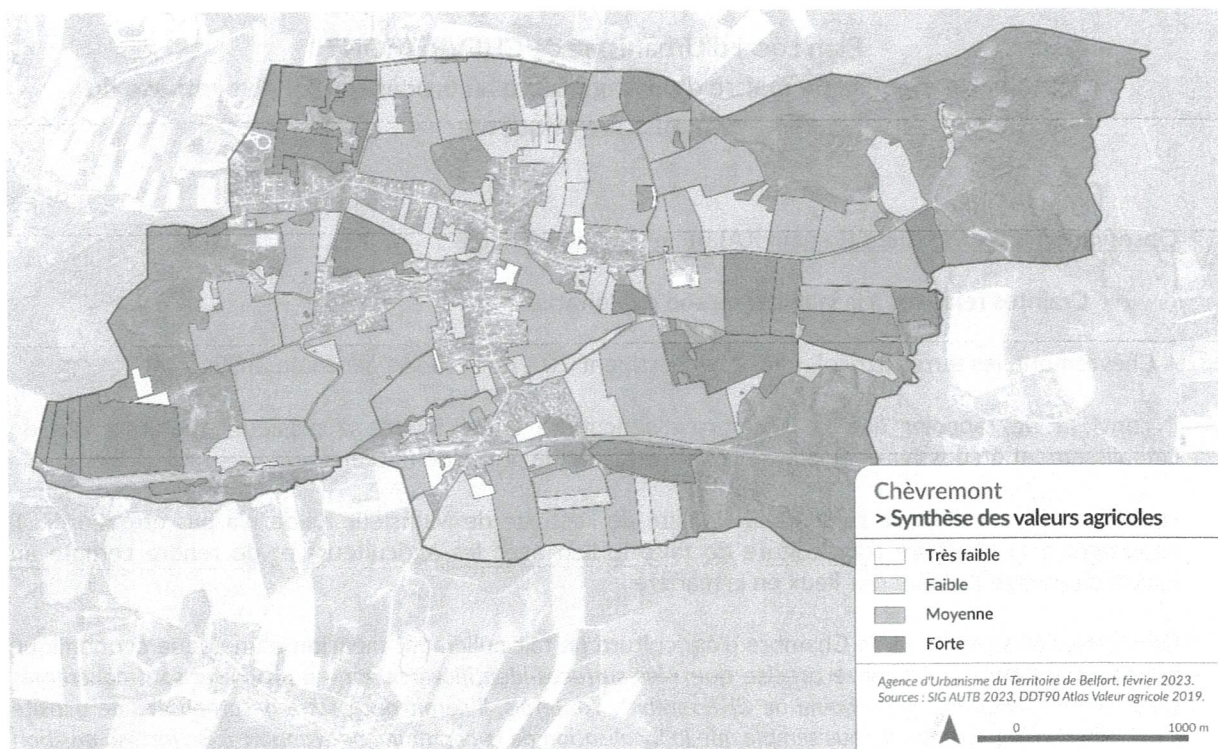 Chèvremont
> Synthèse des valeurs agricoles
Très faible
Faible
Moyenne
Forte
Agence d'Urbanisme du Territoire de Belfort, février 2023.
Sources : SIG AUTB 2023, DDT90 Atlas Valeur agricole 2019.
0 1000 m